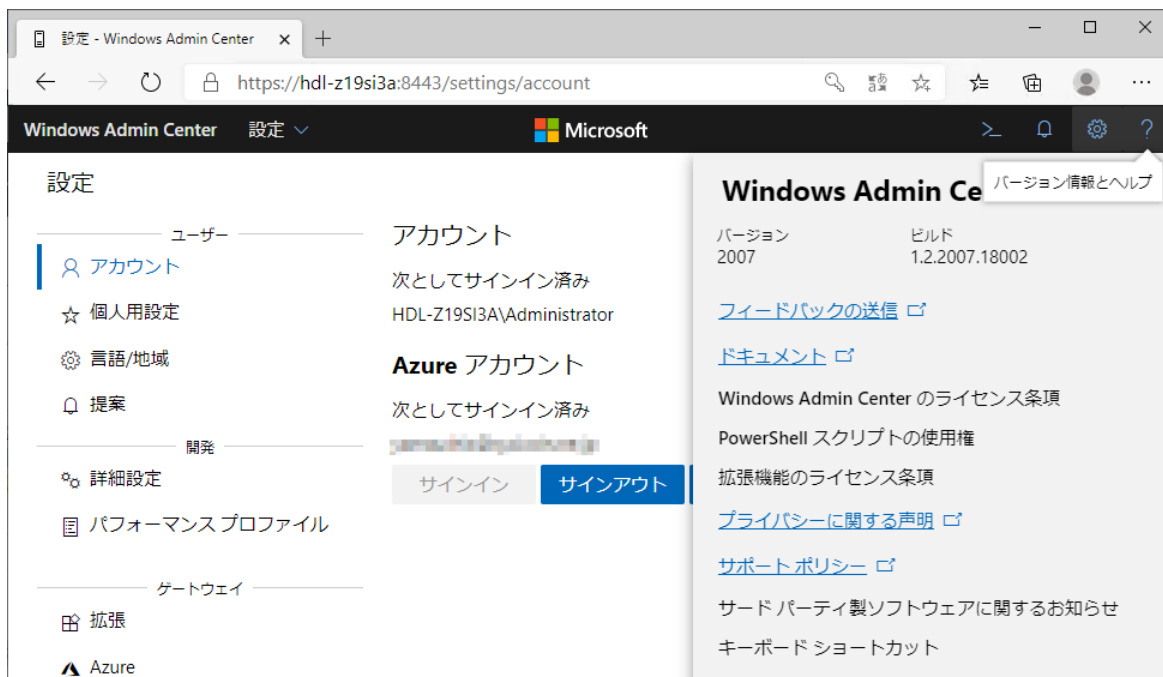 設定 - Windows Admin Center
https://hdl-z19si3a:8443/settings/account
Windows Admin Center 設定 Microsoft
バージョン情報とヘルプ
設定
ユーザー
アカウント
個人用設定
言語/地域
提案
開発
詳細設定
パフォーマンス プロファイル
ゲートウェイ
拡張
Azure
アカウント
次としてサインイン済み
HDL-Z19SI3A\Administrator
Azure アカウント
次としてサインイン済み
サインイン サインアウト
Windows Admin Ce
バージョン ビルド
2007 1.2.2007.18002
フィードバックの送信
ドキュメント
Windows Admin Center のライセンス条項
PowerShell スクリプトの使用権
拡張機能のライセンス条項
プライバシーに関する声明
サポート ポリシー
サード パーティ製ソフトウェアに関するお知らせ
キーボード ショートカット